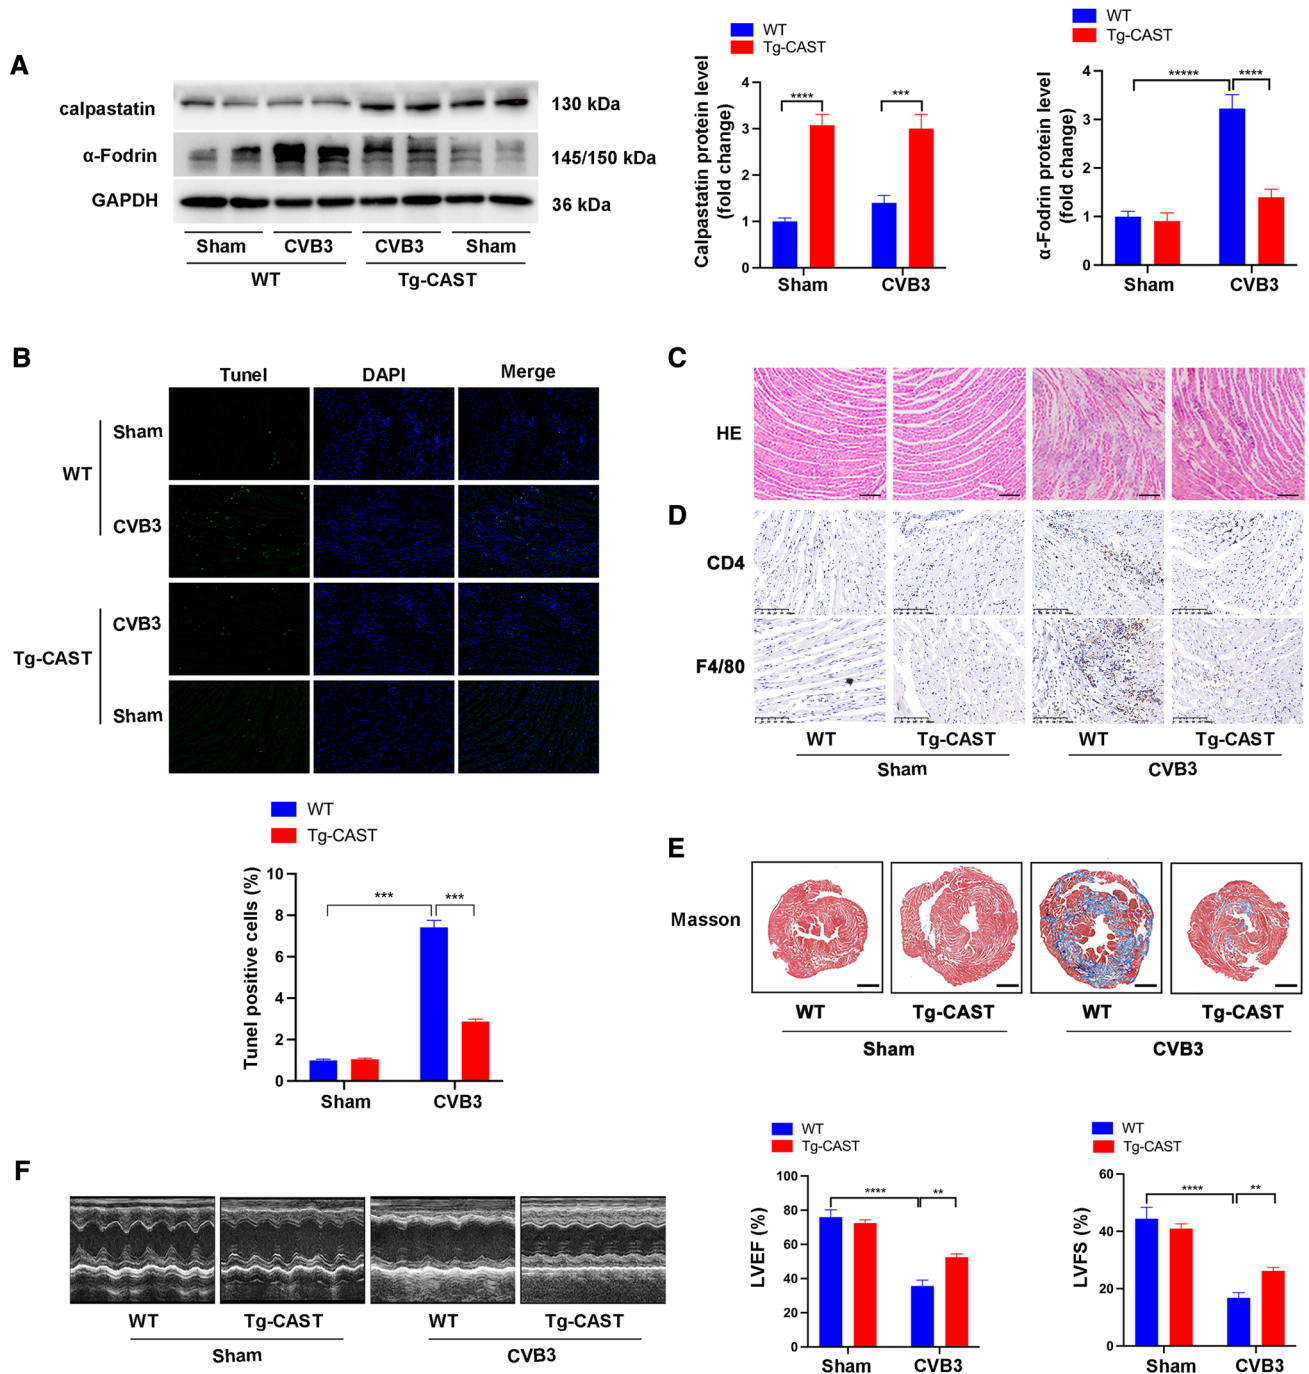 A
calpastatin
130 kDa
α-Fodrin
145/150 kDa
GAPDH
36 kDa
Sham CVB3 CVB3 Sham
WT Tg-CAST
WT
Tg-CAST
Calpastatin protein level
(fold change)
4
3
2
1
0
**** ***
Sham CVB3
WT
Tg-CAST
α-Fodrin protein level
(fold change)
4
3
2
1
0
***** ****
Sham CVB3
B
Tunel DAPI Merge
WT
Sham
CVB3
Tg-CAST
CVB3
Sham
WT
Tg-CAST
Tunel positive cells (%)
10
8
6
4
2
0
*** ***
Sham CVB3
C
HE
D
CD4
F4/80
WT Tg-CAST WT Tg-CAST
Sham CVB3
E
Masson
WT Tg-CAST WT Tg-CAST
Sham CVB3
F
WT Tg-CAST WT Tg-CAST
Sham CVB3
WT
Tg-CAST
LVEF (%)
100
80
60
40
20
0
**** **
Sham CVB3
WT
Tg-CAST
LVFS (%)
60
40
20
0
**** **
Sham CVB3